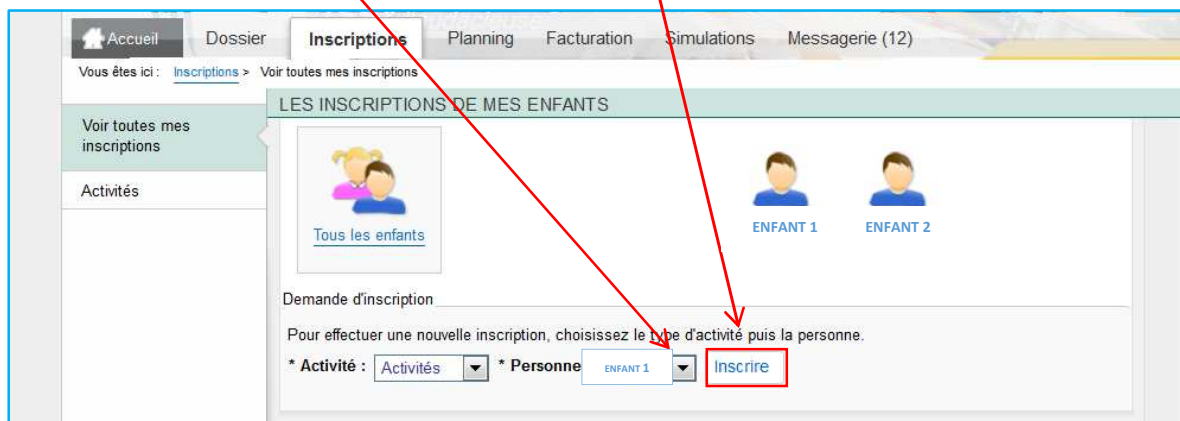 Accueil Dossier Inscriptions Planning Facturation Simulations Messagerie (12)
Vous êtes ici : Inscriptions > Voir toutes mes inscriptions
LES INSCRIPTIONS DE MES ENFANTS
Voir toutes mes
inscriptions
Activités
Tous les enfants
ENFANT 1 ENFANT 2
Demande d'inscription
Pour effectuer une nouvelle inscription, choisissez le type d'activité puis la personne.
* Activité : Activités * Personne ENFANT 1 Inscrire